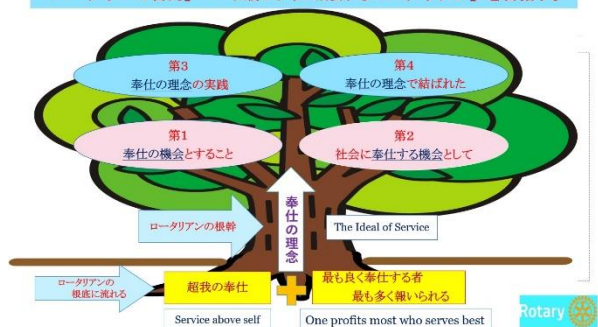 第3
奉仕の理念の実践
第4
奉仕の理念で結ばれた
第1
奉仕の機会とすること
第2
社会に奉仕する機会として
奉仕の理念
ロータリアンの根幹
The Ideal of Service
ロータリアンの
根底に流れる
超我の奉仕
最も良く奉仕する者
最も多く報いられる
Service above self
One profits most who serves best
Rotary